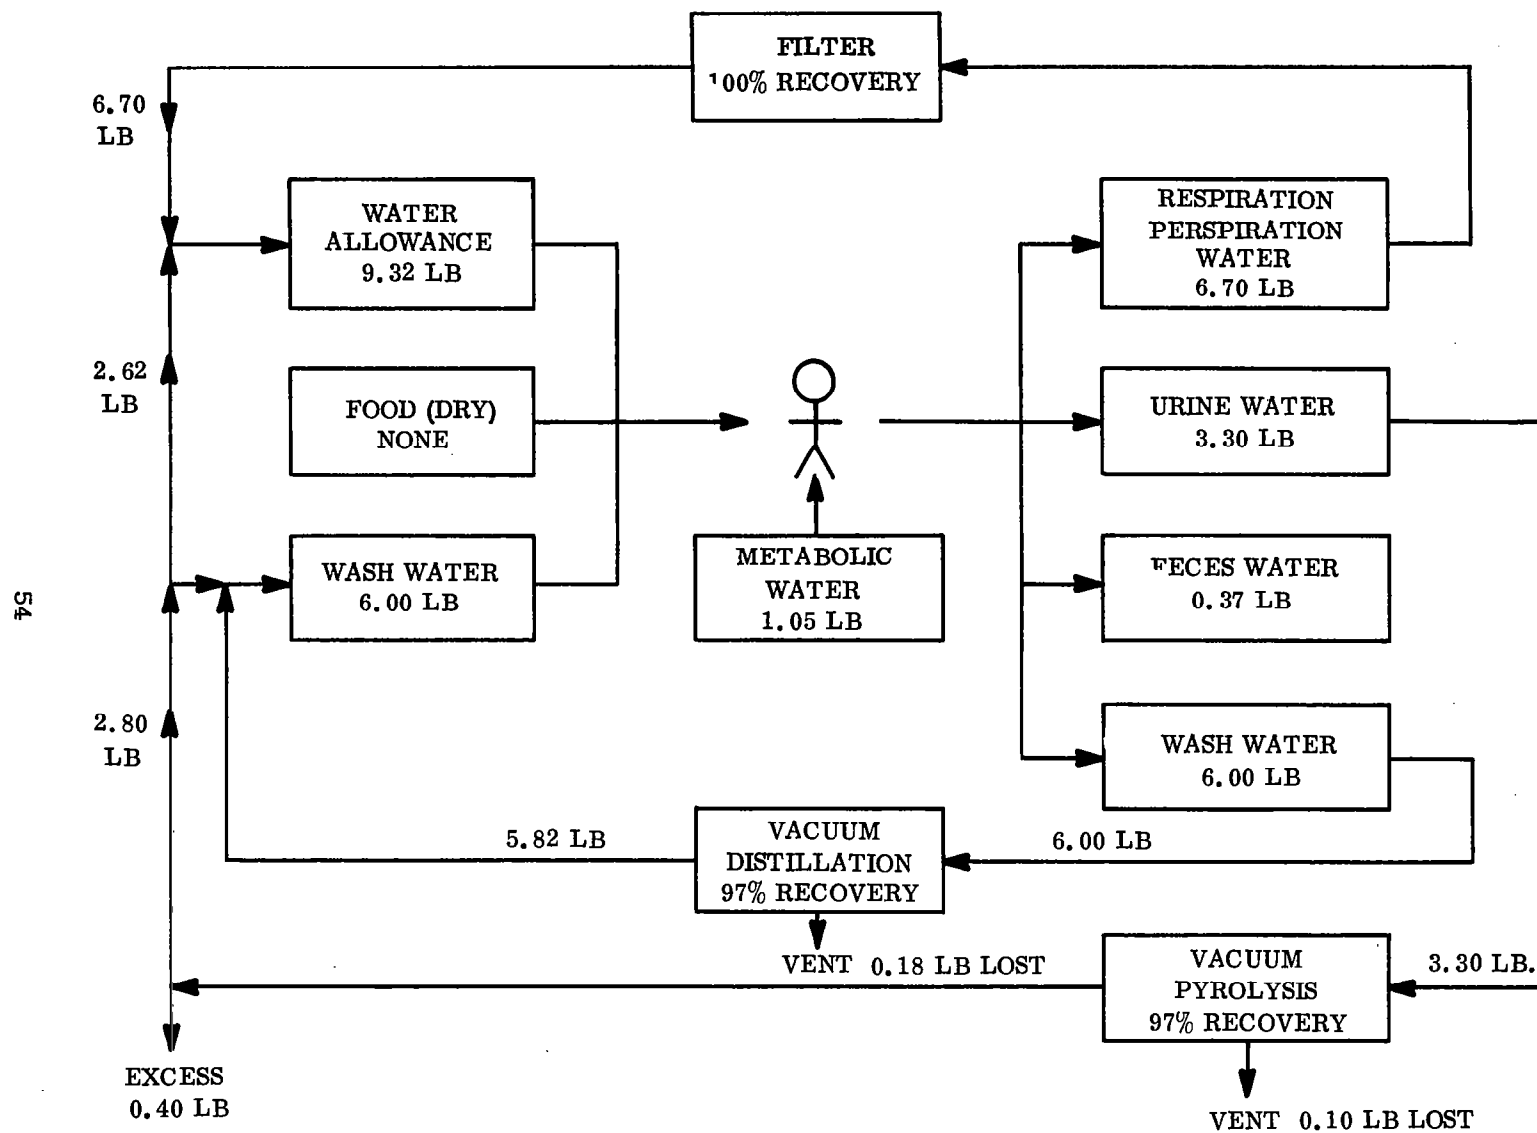 FILTER
100% RECOVERY
6.70
LB
WATER
ALLOWANCE
9.32 LB
RESPIRATION
PERSPIRATION
WATER
6.70 LB
2.62
LB
FOOD (DRY)
NONE
URINE WATER
3.30 LB
WASH WATER
6.00 LB
METABOLIC
WATER
1.05 LB
FECES WATER
0.37 LB
54
2.80
LB
WASH WATER
6.00 LB
5.82 LB
VACUUM
DISTILLATION
97% RECOVERY
6.00 LB
VENT 0.18 LB LOST
VACUUM
PYROLYSIS
97% RECOVERY
3.30 LB.
EXCESS
0.40 LB
VENT 0.10 LB LOST